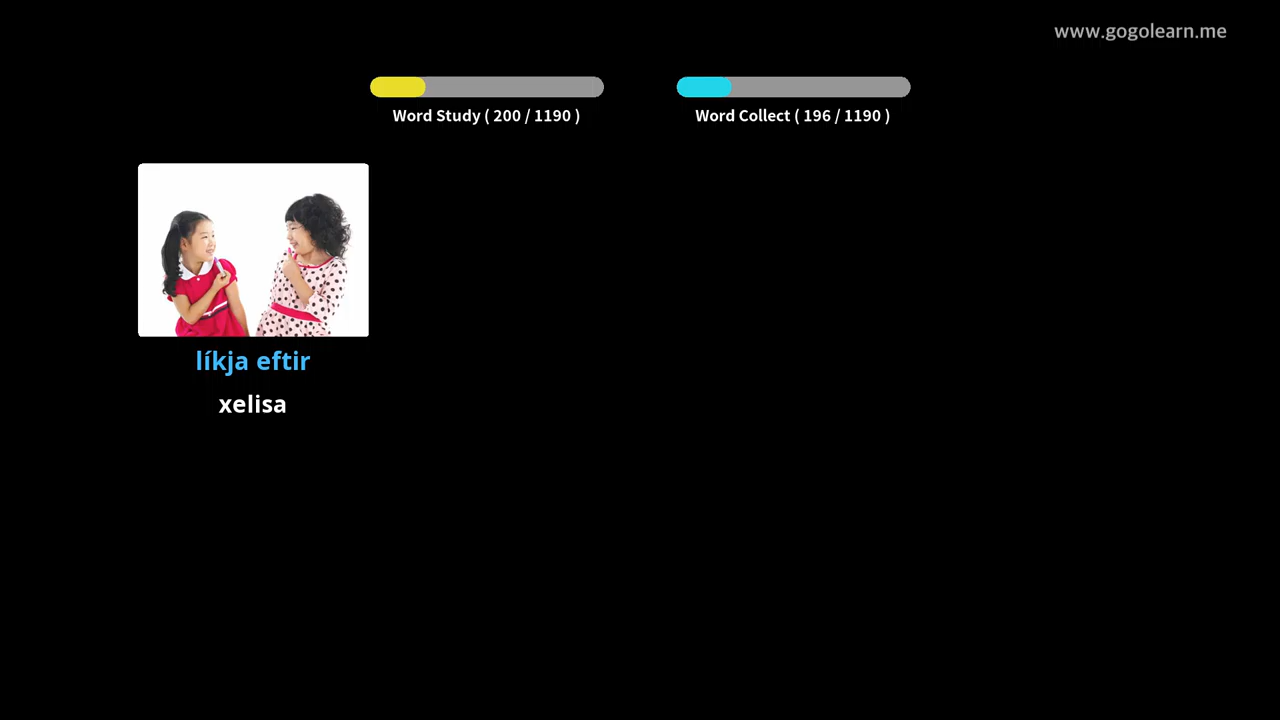 www.gogolearn.me
Word Study ( 200 / 1190 )
Word Collect ( 196 / 1190 )
líkja eftir
xelisa